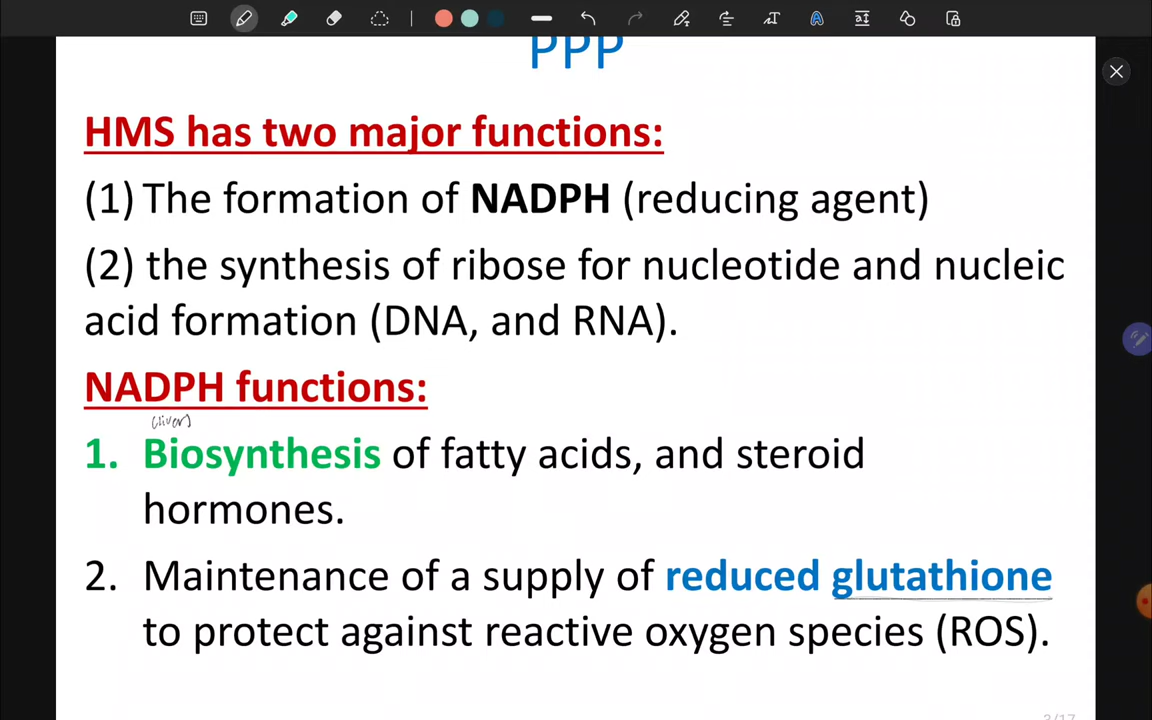 PPP
HMS has two major functions:
(1) The formation of NADPH (reducing agent)
(2) the synthesis of ribose for nucleotide and nucleic
acid formation (DNA, and RNA).
NADPH functions:
(liver)
1. Biosynthesis of fatty acids, and steroid
hormones.
2. Maintenance of a supply of reduced glutathione
to protect against reactive oxygen species (ROS).
3/17